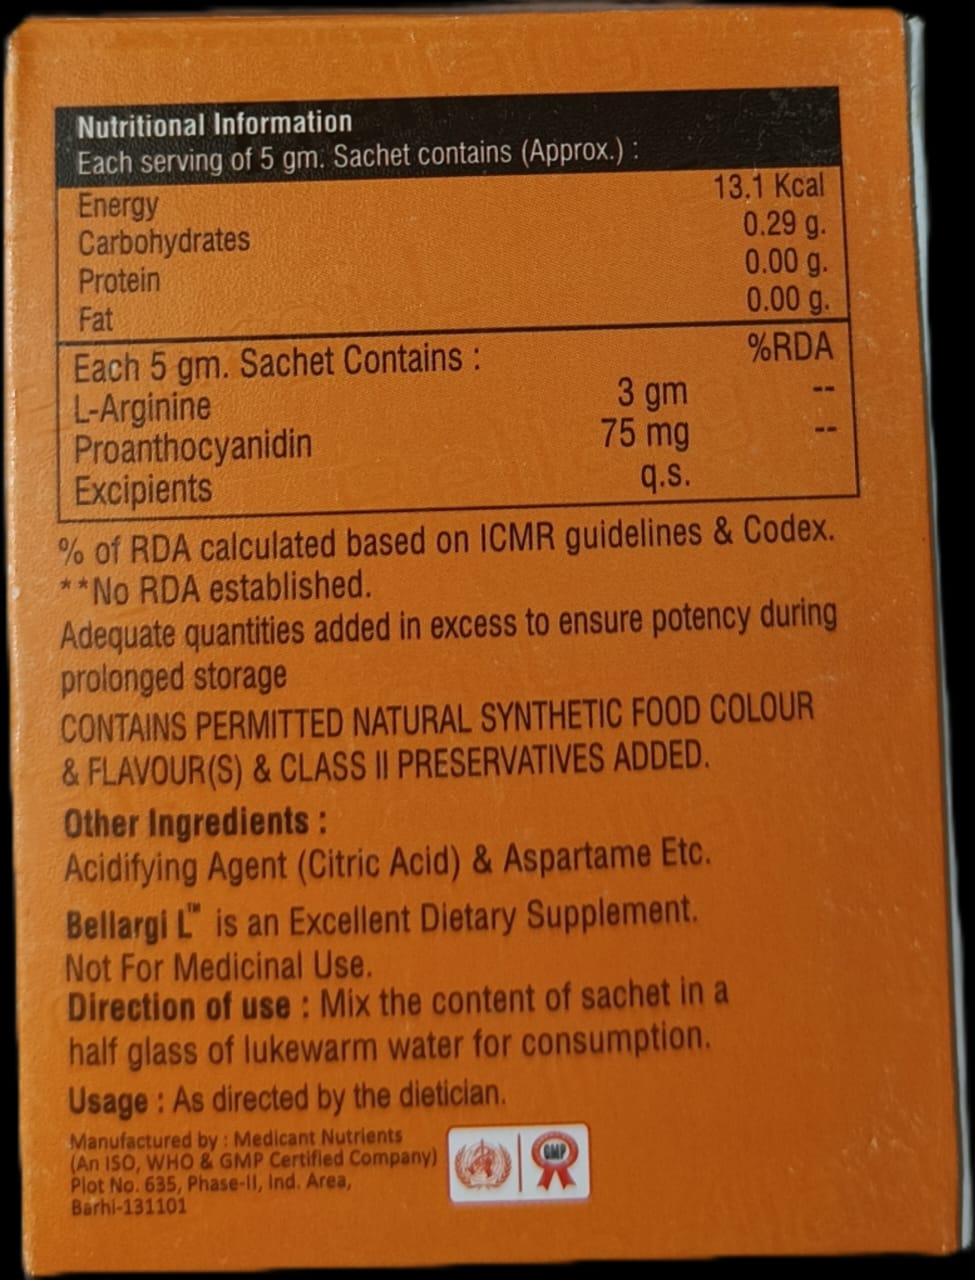 Nutritional Information
Each serving of 5 gm. Sachet contains (Approx.) :
Energy 13.1 Kcal
Carbohydrates 0.29 g.
Protein 0.00 g.
Fat 0.00 g.
Each 5 gm. Sachet Contains : %RDA
L-Arginine 3 gm --
Proanthocyanidin 75 mg --
Excipients q.s.
% of RDA calculated based on ICMR guidelines & Codex.
**No RDA established.
Adequate quantities added in excess to ensure potency during
prolonged storage
CONTAINS PERMITTED NATURAL SYNTHETIC FOOD COLOUR
& FLAVOUR(S) & CLASS II PRESERVATIVES ADDED.
Other Ingredients :
Acidifying Agent (Citric Acid) & Aspartame Etc.
Bellargi L™ is an Excellent Dietary Supplement.
Not For Medicinal Use.
Direction of use : Mix the content of sachet in a
half glass of lukewarm water for consumption.
Usage : As directed by the dietician.
Manufactured by : Medicant Nutrients
(An ISO, WHO & GMP Certified Company)
Plot No. 635, Phase-II, Ind. Area,
Barhi-131101
GMP